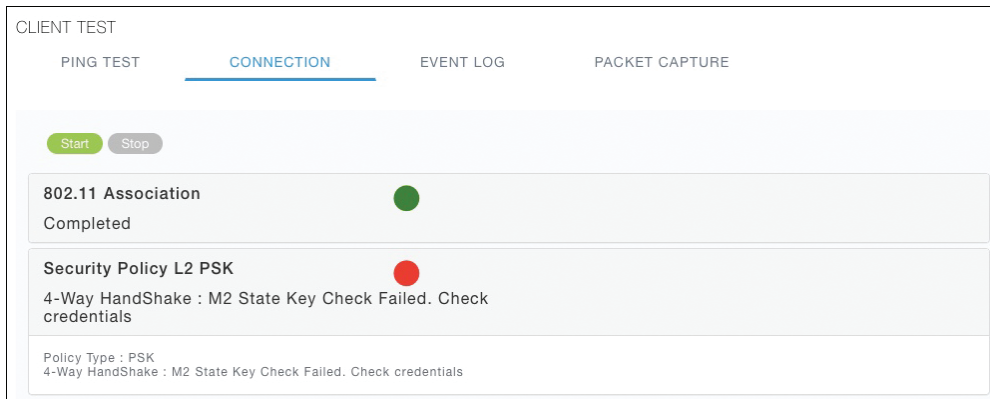 CLIENT TEST
PING TEST CONNECTION EVENT LOG PACKET CAPTURE
Start Stop
802.11 Association
Completed
Security Policy L2 PSK
4-Way HandShake : M2 State Key Check Failed. Check
credentials
Policy Type : PSK
4-Way HandShake : M2 State Key Check Failed. Check credentials